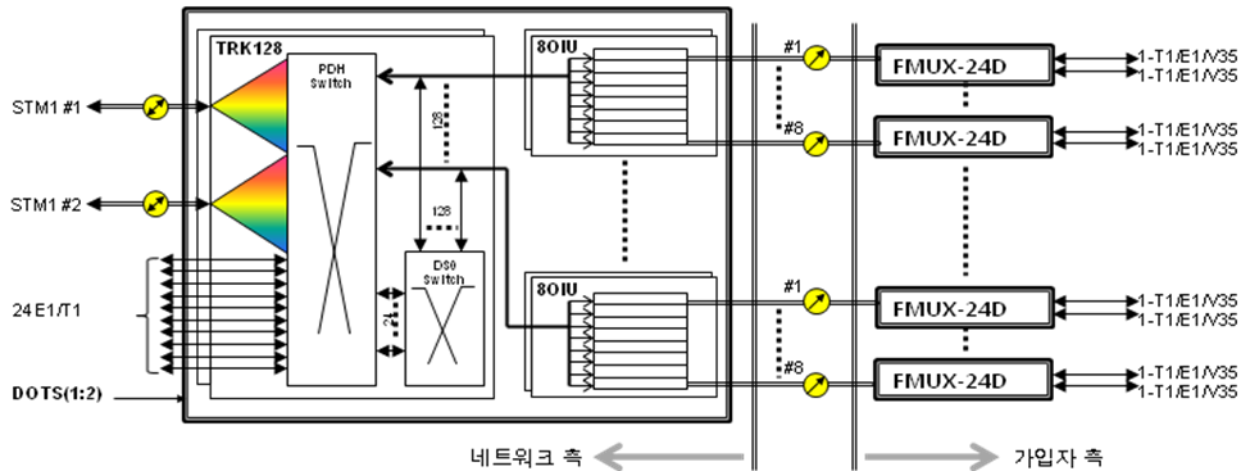 TRK128
PDH
Switch
STM1 #1
STM1 #2
24 E1/T1
DOTS(1:2)
128
128
DS0
Switch
24
8OIU
8OIU
#1
#8
#1
#8
FMUX-24D
1-T1/E1/V35
1-T1/E1/V35
FMUX-24D
1-T1/E1/V35
1-T1/E1/V35
FMUX-24D
1-T1/E1/V35
1-T1/E1/V35
FMUX-24D
1-T1/E1/V35
1-T1/E1/V35
네트워크 측
가입자 측